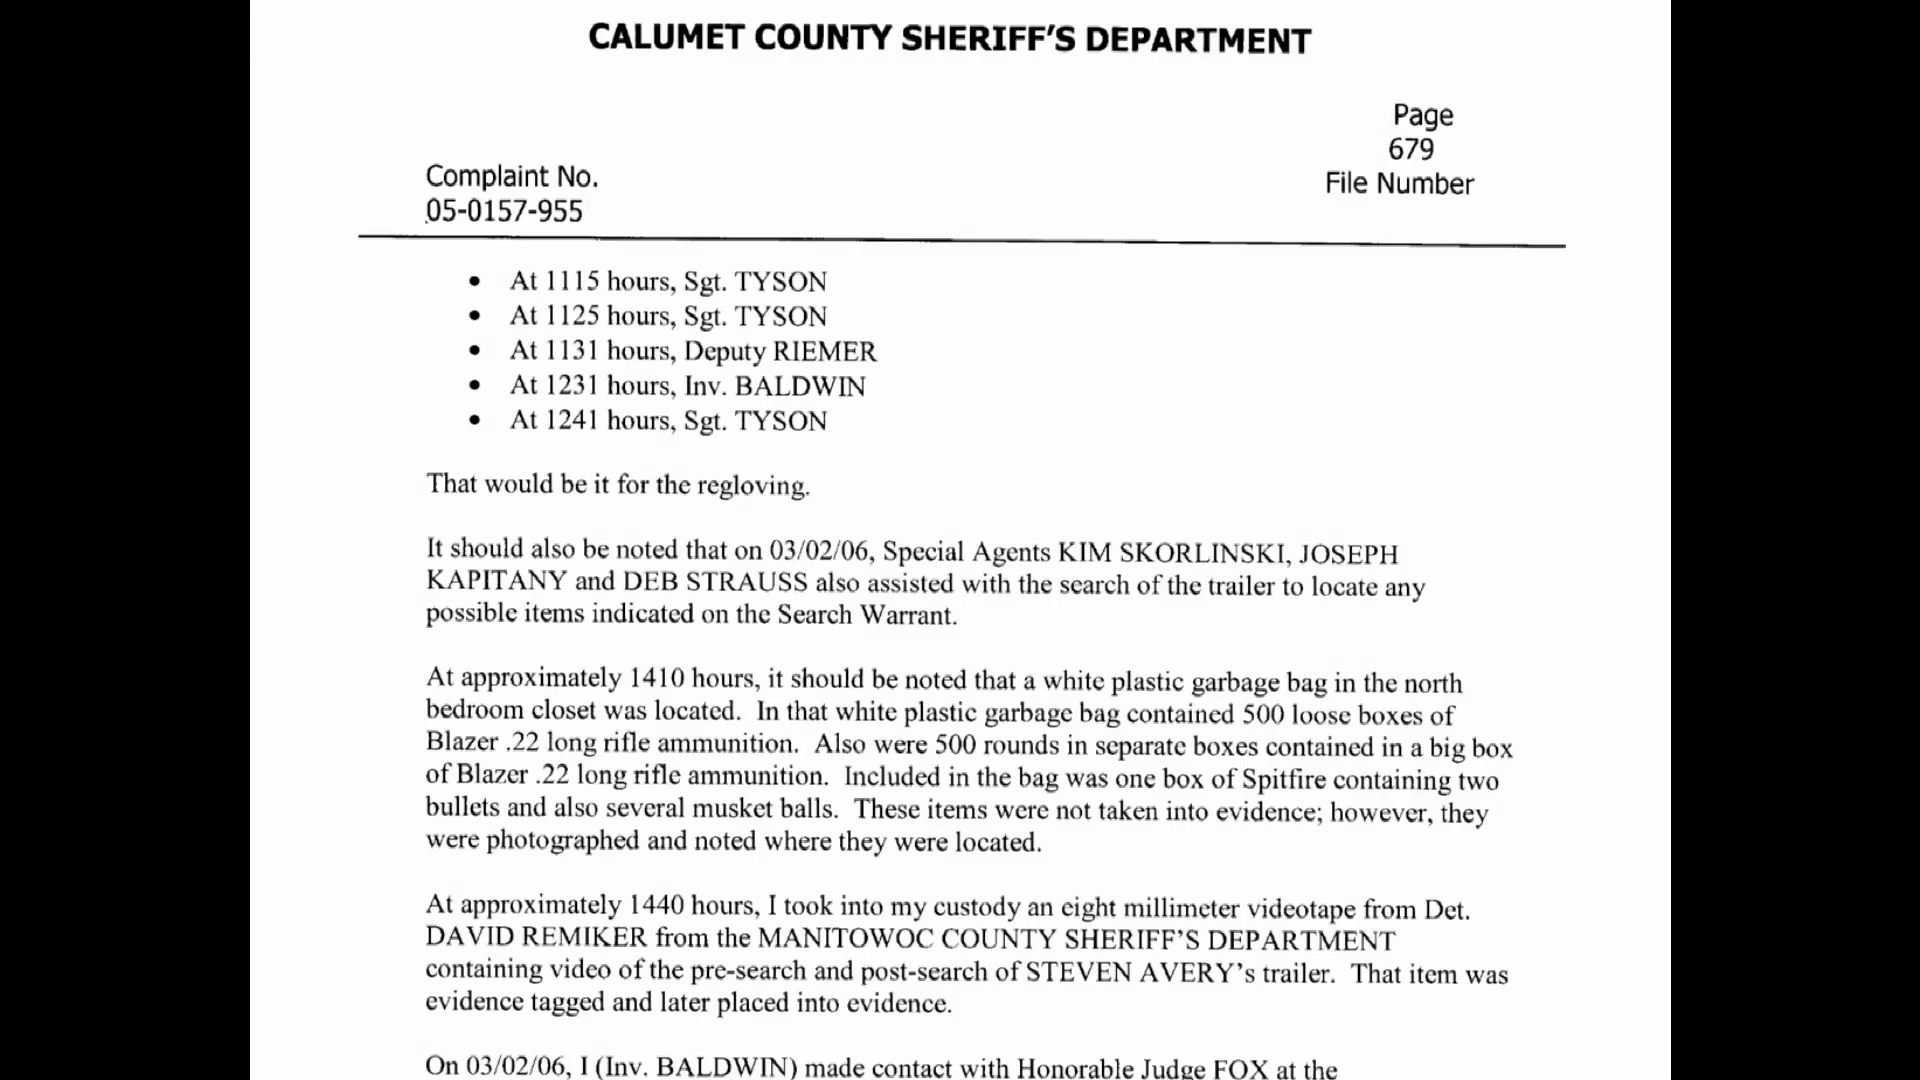 CALUMET COUNTY SHERIFF'S DEPARTMENT
Page
679
Complaint No.
File Number
05-0157-955
• At 1115 hours, Sgt. TYSON
• At 1125 hours, Sgt. TYSON
• At 1131 hours, Deputy RIEMER
• At 1231 hours, Inv. BALDWIN
• At 1241 hours, Sgt. TYSON
That would be it for the regloving.
It should also be noted that on 03/02/06, Special Agents KIM SKORLINSKI, JOSEPH
KAPITANY and DEB STRAUSS also assisted with the search of the trailer to locate any
possible items indicated on the Search Warrant.
At approximately 1410 hours, it should be noted that a white plastic garbage bag in the north
bedroom closet was located. In that white plastic garbage bag contained 500 loose boxes of
Blazer .22 long rifle ammunition. Also were 500 rounds in separate boxes contained in a big box
of Blazer .22 long rifle ammunition. Included in the bag was one box of Spitfire containing two
bullets and also several musket balls. These items were not taken into evidence; however, they
were photographed and noted where they were located.
At approximately 1440 hours, I took into my custody an eight millimeter videotape from Det.
DAVID REMIKER from the MANITOWOC COUNTY SHERIFF'S DEPARTMENT
containing video of the pre-search and post-search of STEVEN AVERY's trailer. That item was
evidence tagged and later placed into evidence.
On 03/02/06, I (Inv. BALDWIN) made contact with Honorable Judge FOX at the